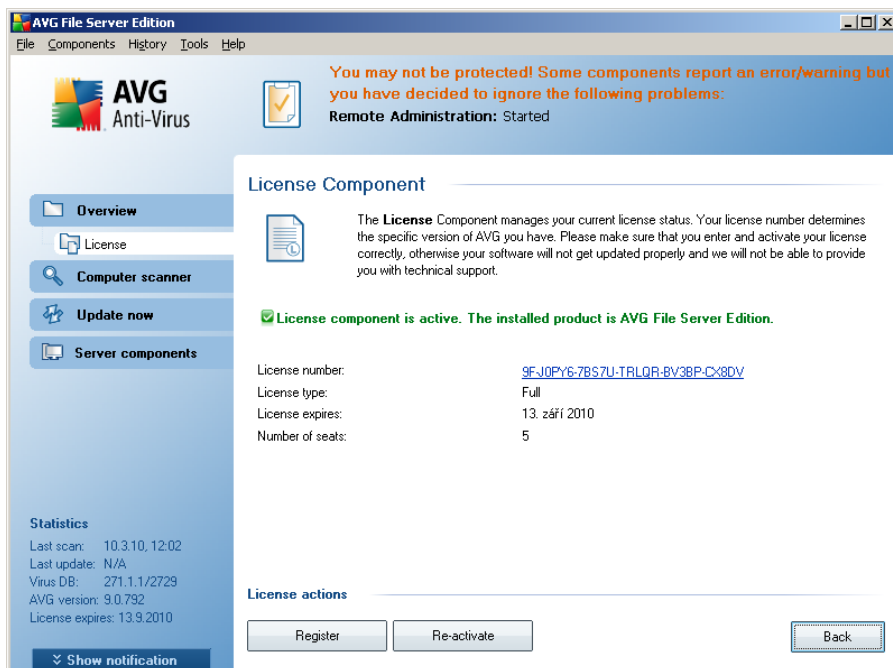 AVG File Server Edition
File Components History Tools Help
AVG
Anti-Virus
You may not be protected! Some components report an error/warning but
you have decided to ignore the following problems:
Remote Administration: Started
Overview
License
Computer scanner
Update now
Server components
License Component
The License Component manages your current license status. Your license number determines
the specific version of AVG you have. Please make sure that you enter and activate your license
correctly, otherwise your software will not get updated properly and we will not be able to provide
you with technical support.
License component is active. The installed product is AVG File Server Edition.
License number: 9F-J0PY6-7BS7U-TRLQR-BV3BP-CX8DV
License type: Full
License expires: 13. září 2010
Number of seats: 5
Statistics
Last scan: 10.3.10, 12:02
Last update: N/A
Virus DB: 271.1.1/2729
AVG version: 9.0.792
License expires: 13.9.2010
Show notification
License actions
Register Re-activate Back